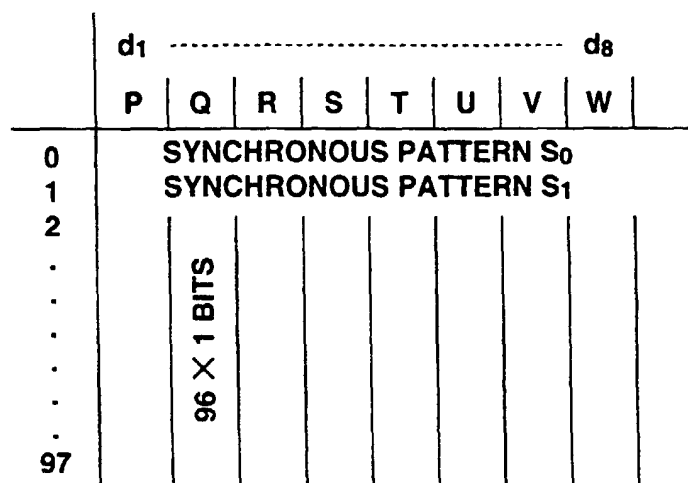 d1 ---------------------------- d8
P Q R S T U V W
0 SYNCHRONOUS PATTERN S0
1 SYNCHRONOUS PATTERN S1
2
.
.
.
.
.
.
97
96 × 1 BITS